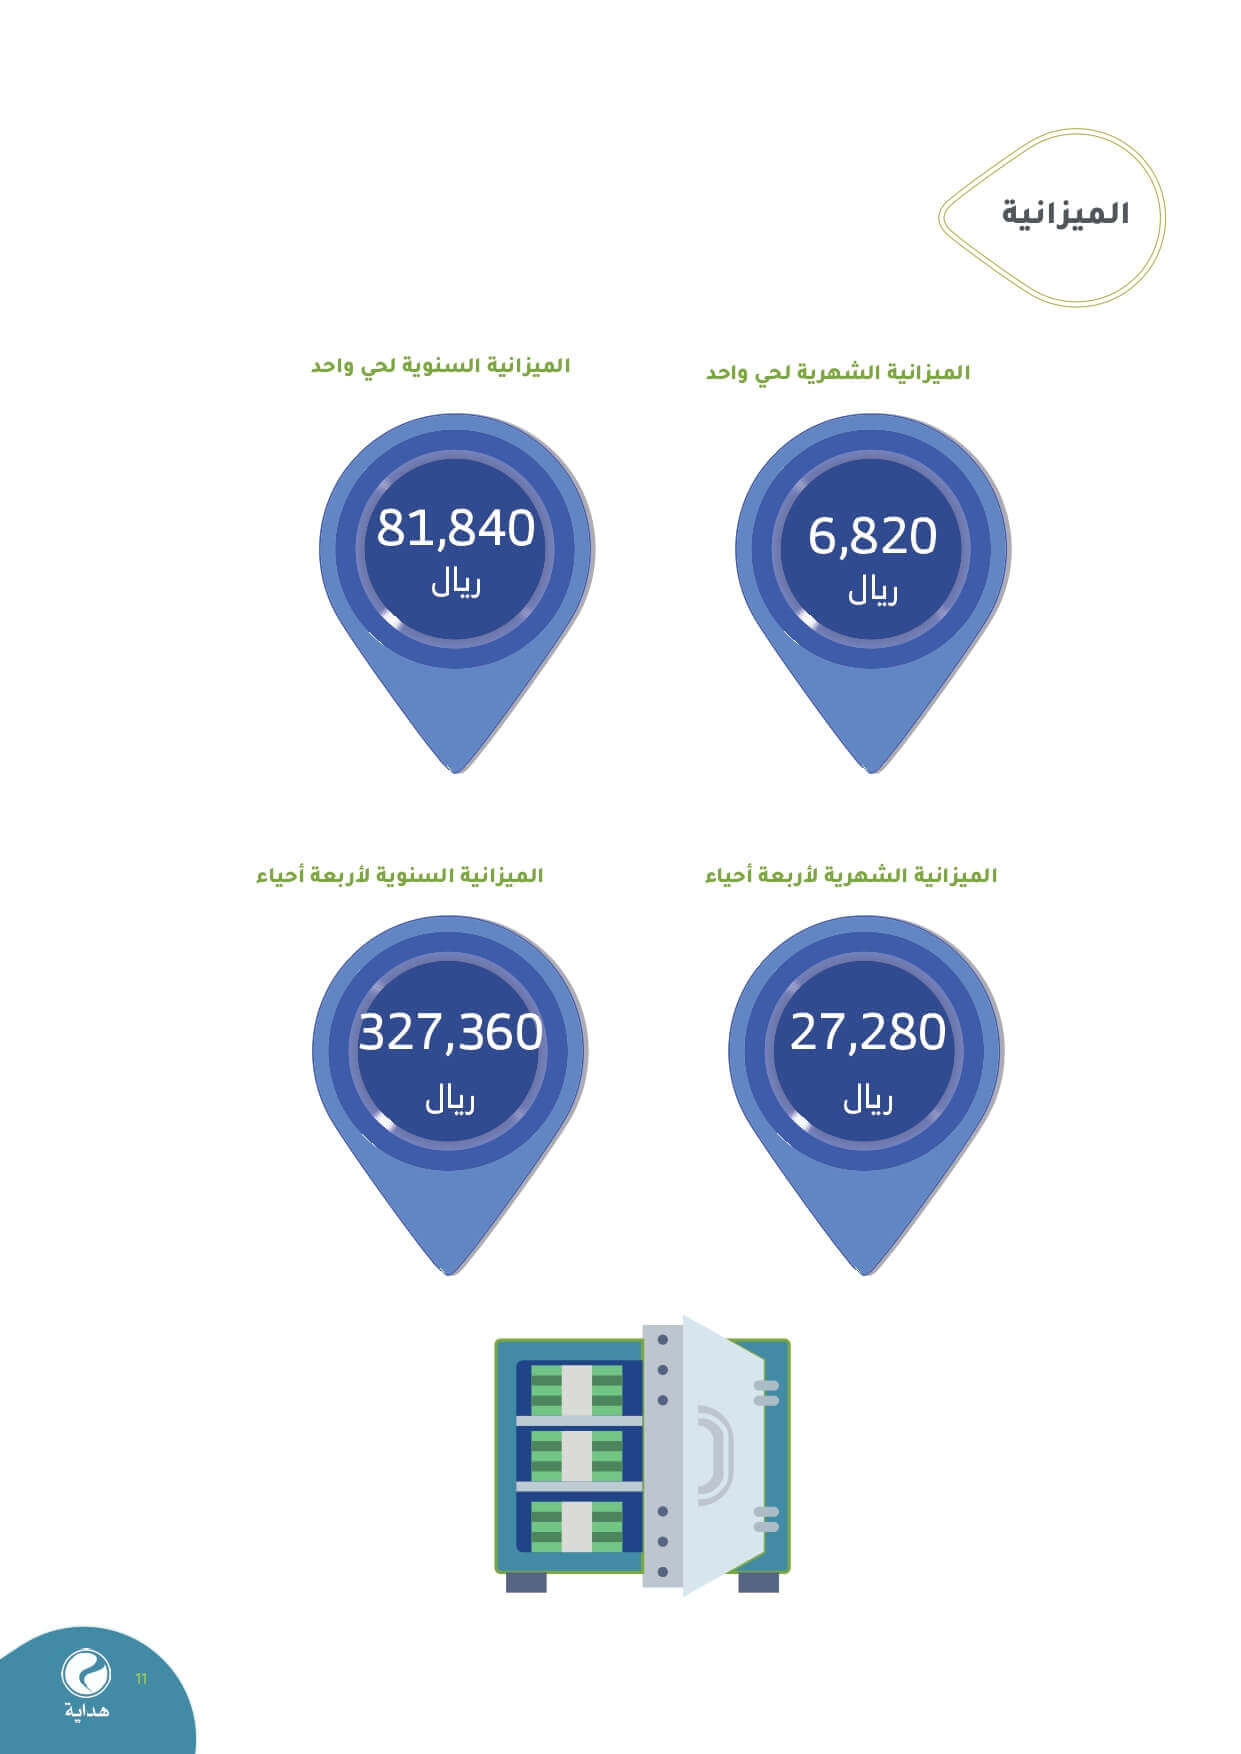 الميزانية
الميزانية الشهرية لحي واحد
6,820
ريال
الميزانية السنوية لحي واحد
81,840
ريال
الميزانية الشهرية لأربعة أحياء
27,280
ريال
الميزانية السنوية لأربعة أحياء
327,360
ريال
هداية
11